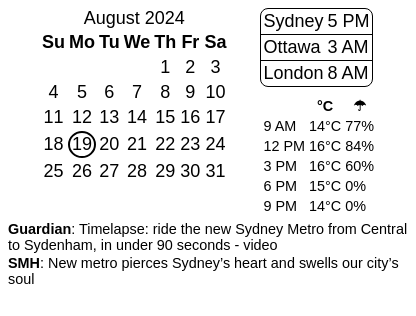 August 2024
Su Mo Tu We Th Fr Sa
1 2 3
4 5 6 7 8 9 10
11 12 13 14 15 16 17
18 19 20 21 22 23 24
25 26 27 28 29 30 31
Sydney 5 PM
Ottawa 3 AM
London 8 AM
°C ☂
9 AM 14°C 77%
12 PM 16°C 84%
3 PM 16°C 60%
6 PM 15°C 0%
9 PM 14°C 0%
Guardian: Timelapse: ride the new Sydney Metro from Central
to Sydenham, in under 90 seconds - video
SMH: New metro pierces Sydney’s heart and swells our city’s
soul